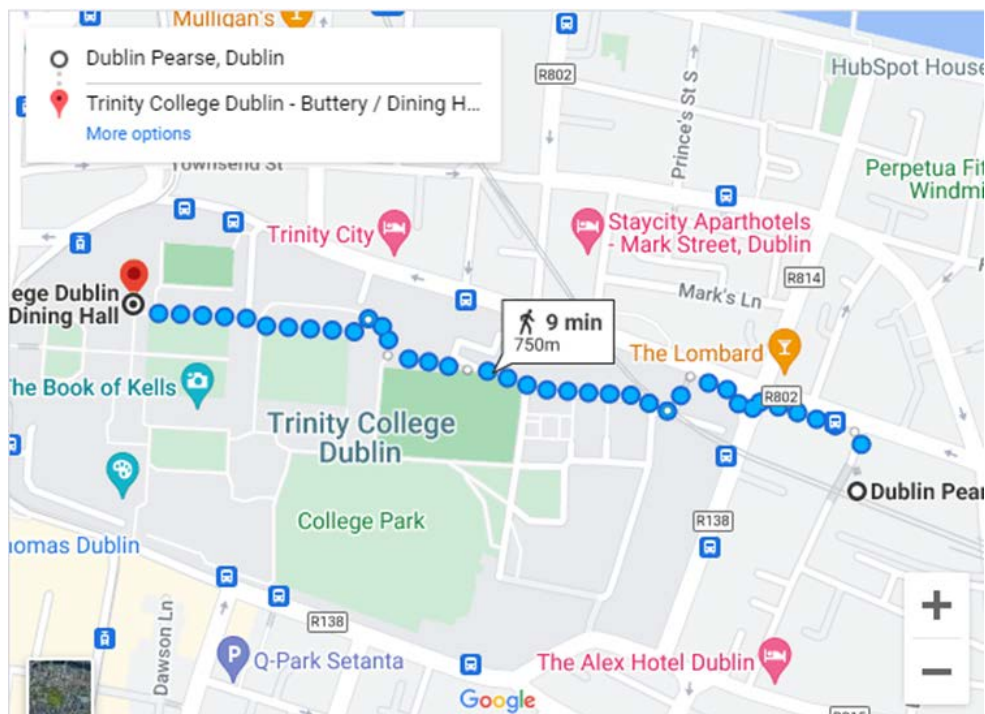 Mulligan's
Dublin Pearse, Dublin
Trinity College Dublin - Buttery / Dining H...
More options
R802
Prince's St S
HubSpot House
Townsend St
Perpetua Fit
Windmi
Trinity City
Staycity Aparthotels
- Mark Street, Dublin
R814
Mark's Ln
ege Dublin
Dining Hall
9 min
750m
The Lombard
R802
The Book of Kells
Trinity College
Dublin
Dublin Pear
College Park
R138
homas Dublin
R138
Dawson Ln
P
Q-Park Setanta
The Alex Hotel Dublin
Google
+
−